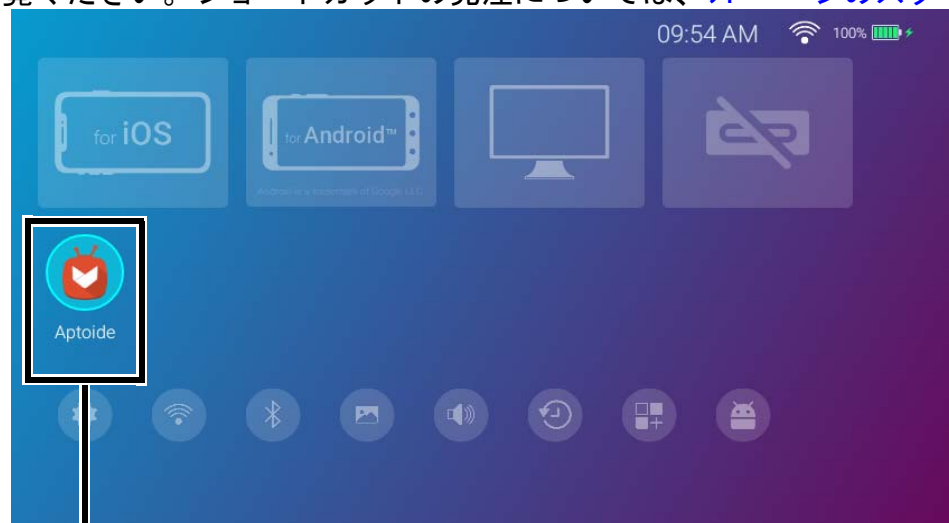 09:54 AM 100%
for iOS
for Android™
Android is a trademark of Google, LLC.
Aptoide